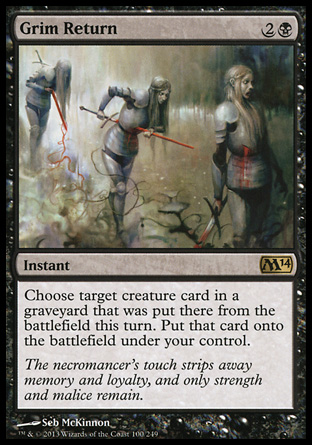 Grim Return 2
Instant M14
Choose target creature card in a
graveyard that was put there from the
battlefield this turn. Put that card onto
the battlefield under your control.
The necromancer's touch strips away
memory and loyalty, and only strength
and malice remain.
Seb McKinnon
™ & © 2013 Wizards of the Coast 100/249